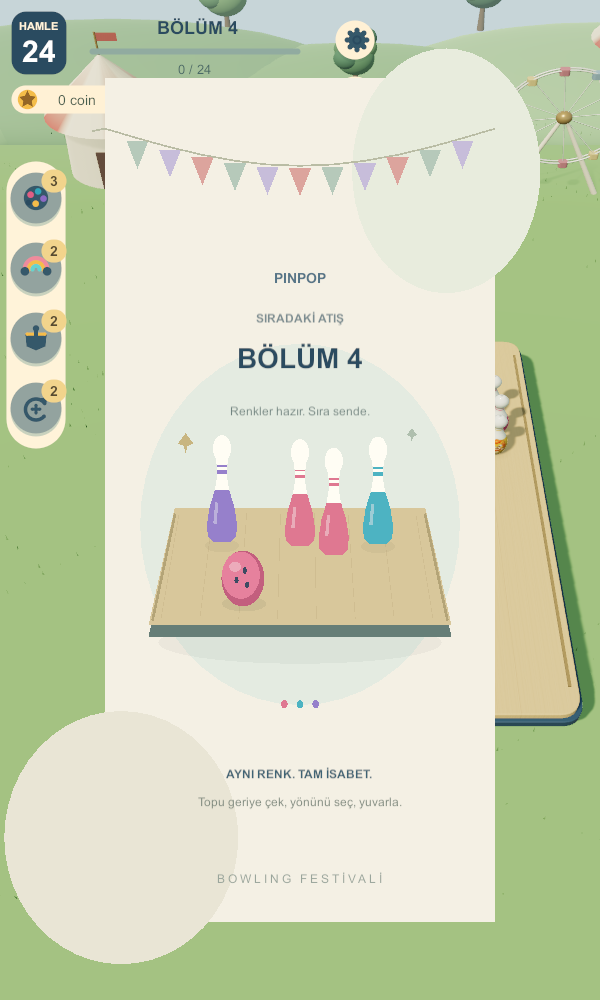 HAMLE
24
BÖLÜM 4
0 / 24
0 coin
3
2
2
2
PINPOP
SIRADAKİ ATIŞ
BÖLÜM 4
Renkler hazır. Sıra sende.
AYNI RENK. TAM İSABET.
Topu geriye çek, yönünü seç, yuvarla.
BOWLING FESTİVALİ